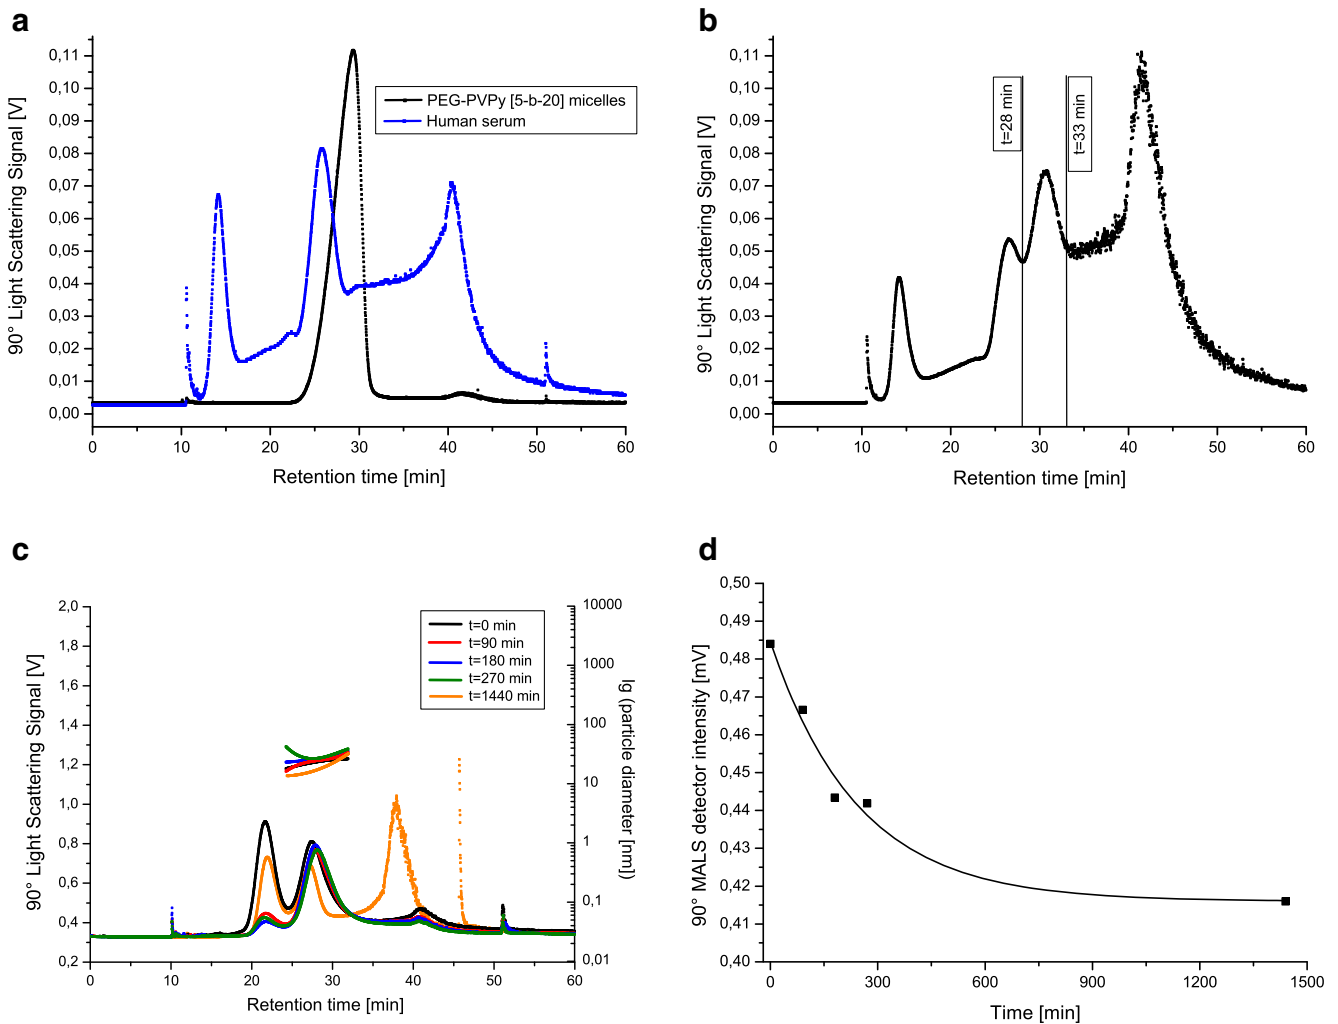 a
0,11
0,10
0,09
0,08
0,07
0,06
0,05
0,04
0,03
0,02
0,01
0,00
90° Light Scattering Signal [V]
PEG-PVPy [5-b-20] micelles
Human serum
0 10 20 30 40 50 60
Retention time [min]
b
0,11
0,10
0,09
0,08
0,07
0,06
0,05
0,04
0,03
0,02
0,01
0,00
90° Light Scattering Signal [V]
t=28 min
t=33 min
0 10 20 30 40 50 60
Retention time [min]
c
2,0
1,8
1,6
1,4
1,2
1,0
0,8
0,6
0,4
0,2
90° Light Scattering Signal [V]
t=0 min
t=90 min
t=180 min
t=270 min
t=1440 min
10000
1000
100
10
1
0,1
0,01
lg (particle diameter [nm])
0 10 20 30 40 50 60
Retention time [min]
d
0,50
0,49
0,48
0,47
0,46
0,45
0,44
0,43
0,42
0,41
0,40
90° MALS detector intensity [mV]
0 300 600 900 1200 1500
Time [min]